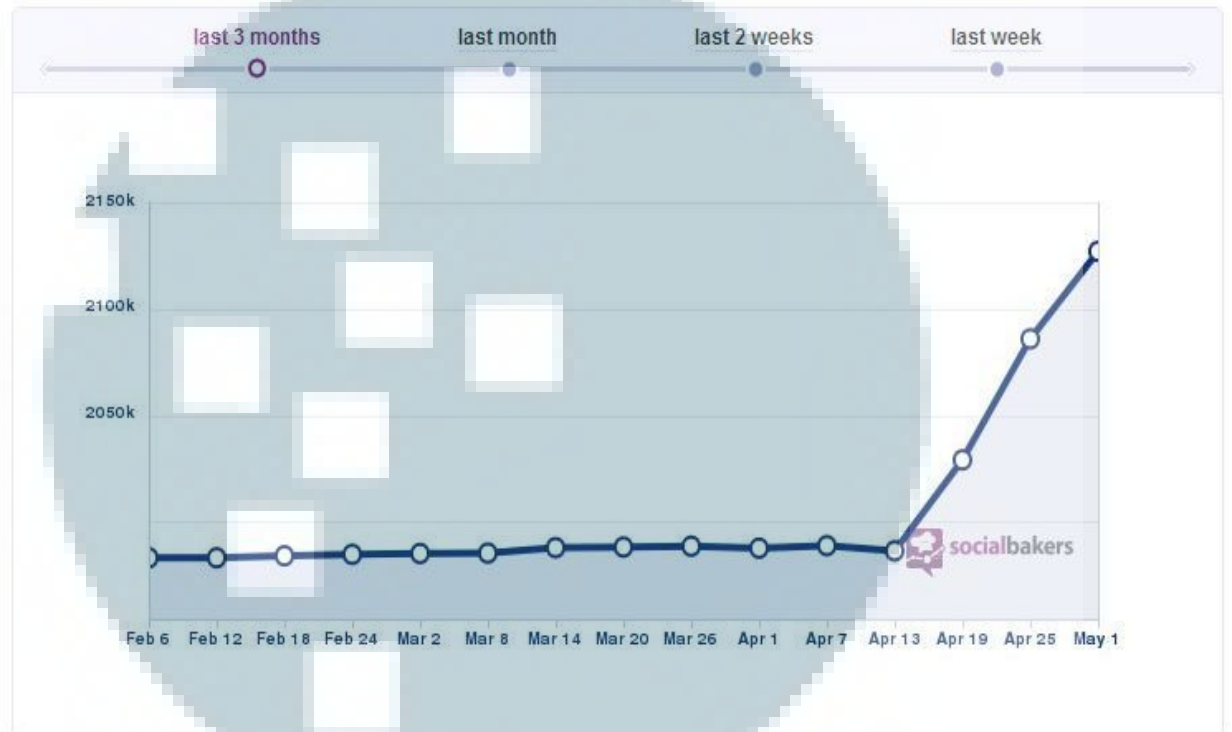 last 3 months last month last 2 weeks last week
2150k
2100k
2050k
socialbakers
Feb 6 Feb 12 Feb 18 Feb 24 Mar 2 Mar 8 Mar 14 Mar 20 Mar 26 Apr 1 Apr 7 Apr 13 Apr 19 Apr 25 May 1